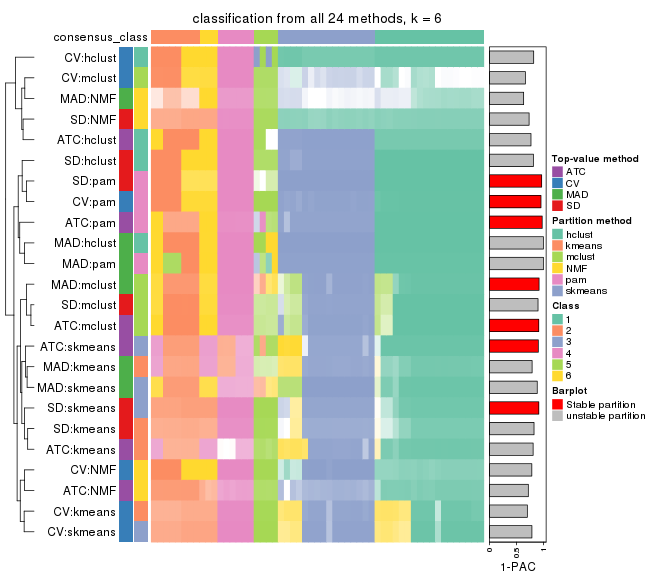 classification from all 24 methods, k = 6
consensus_class
CV:hclust
CV:mclust
MAD:NMF
SD:NMF
ATC:hclust
SD:hclust
SD:pam
CV:pam
ATC:pam
MAD:hclust
MAD:pam
MAD:mclust
SD:mclust
ATC:mclust
ATC:skmeans
MAD:kmeans
MAD:skmeans
SD:skmeans
SD:kmeans
ATC:kmeans
CV:NMF
ATC:NMF
CV:kmeans
CV:skmeans
0
0.5
1
1-PAC
Top-value method
ATC
CV
MAD
SD
Partition method
hclust
kmeans
mclust
NMF
pam
skmeans
Class
1
2
3
4
5
6
Barplot
Stable partition
unstable partition